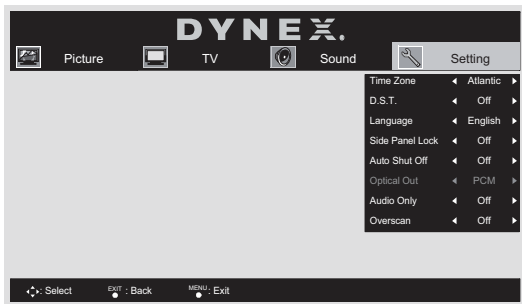 DYNEX.
Picture TV Sound Setting
Time Zone Atlantic
D.S.T. Off
Language English
Side Panel Lock Off
Auto Shut Off Off
Optical Out PCM
Audio Only Off
Overscan Off
: Select EXIT : Back MENU : Exit